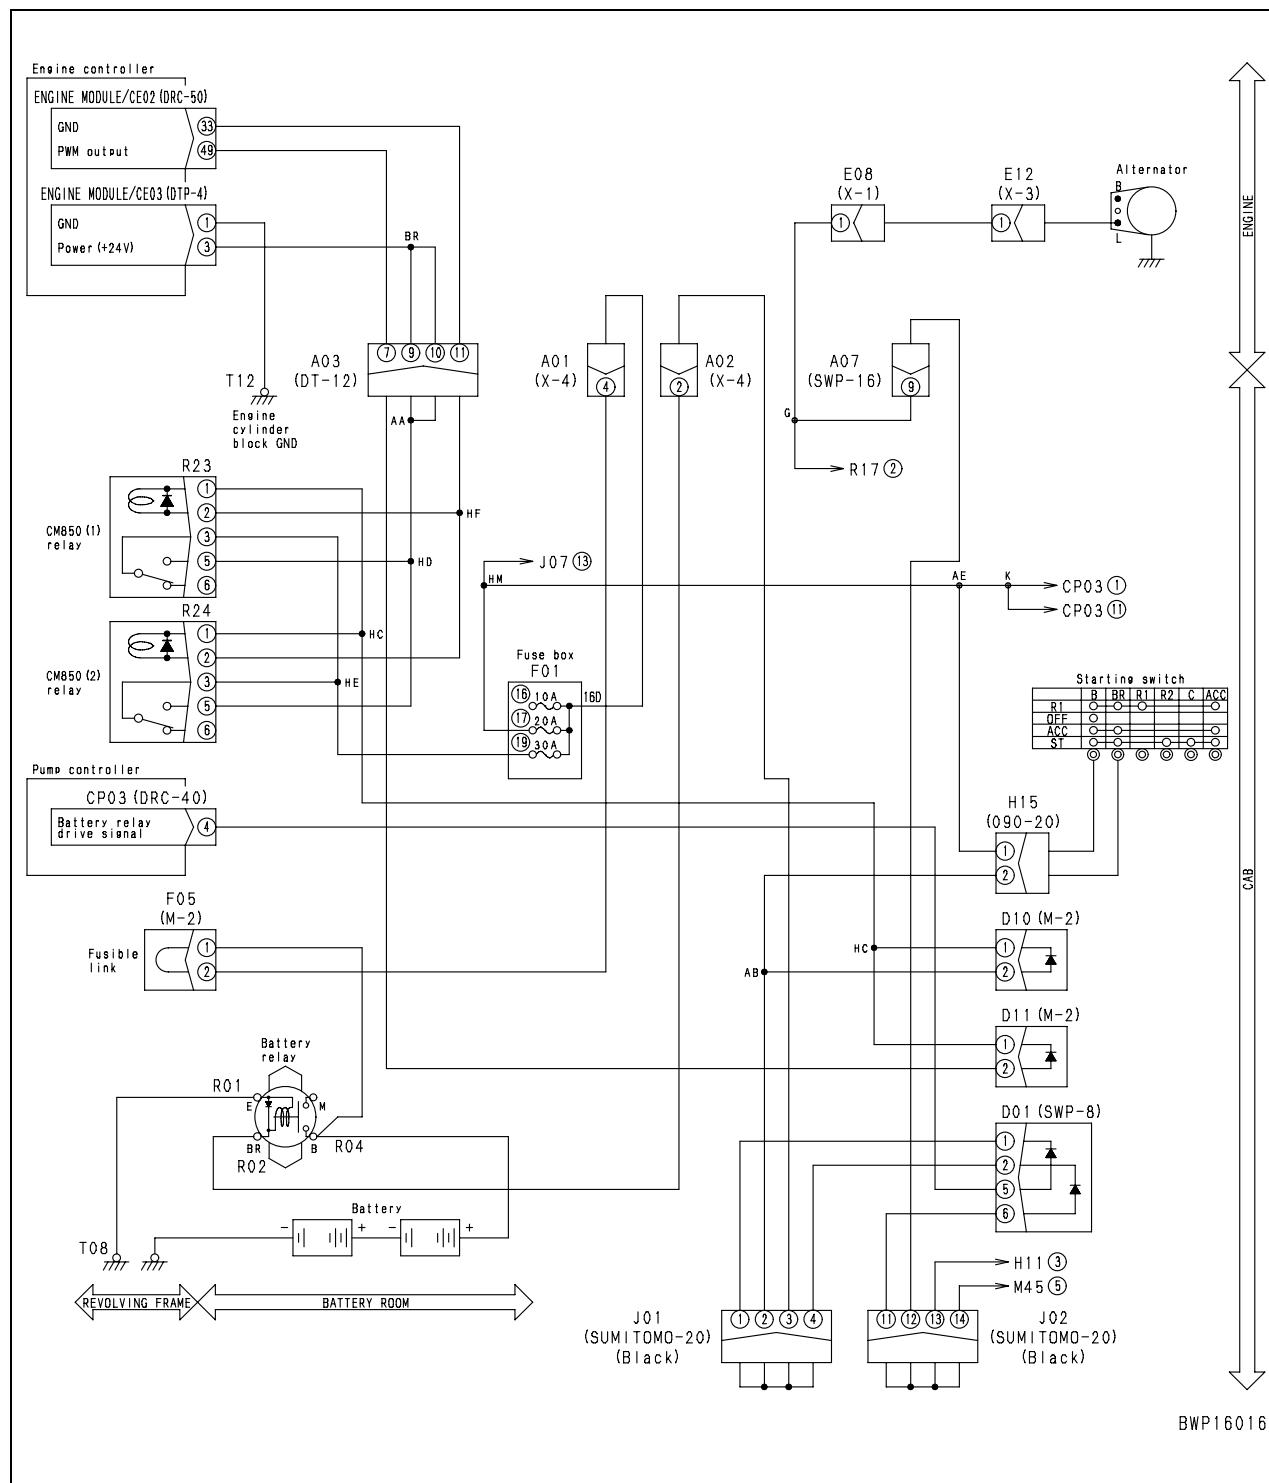 Engine controller
ENGINE MODULE/CE02 (DRC-50)
GND 33
PWM output 49
ENGINE MODULE/CE03 (DTP-4)
GND 1
Power (+24V) 3
BR
E08
(X-1)
1
E12
(X-3)
1
Alternator
B
L
ENGINE
T12
Engine
cylinder
block GND
A03
(DT-12)
7 9 10 11
A01
(X-4)
4
A02
(X-4)
2
A07
(SWP-16)
9
AA
G
R17 2
R23
CM850 (1)
relay
1
2
3
5
6
HF
HD
J07 13
HM
AE
K
CP03 1
CP03 11
R24
CM850 (2)
relay
1
2
3
5
6
HC
HE
Fuse box
F01
16 10A
17 20A
19 30A
16D
Starting switch
B BR R1 R2 C ACC
R1
OFF
ACC
ST
Pump controller
CP03 (DRC-40)
Battery relay
drive signal
4
H15
(090-20)
1
2
CAB
F05
(M-2)
Fusible
link
1
2
D10 (M-2)
1
2
HC
AB
D11 (M-2)
1
2
Battery
relay
R01
E
M
BR
B
R02
R04
D01 (SWP-8)
1
2
5
6
Battery
- + - +
T08
REVOLVING FRAME
BATTERY ROOM
H11 3
M45 5
J01
(SUMITOMO-20)
(Black)
1 2 3 4
11 12 13 14
J02
(SUMITOMO-20)
(Black)
BWP16016